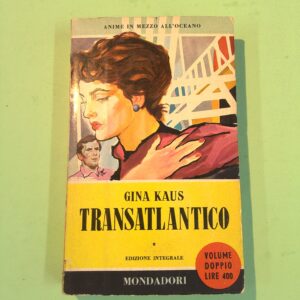 ANIME IN MEZZO ALL'OCEANO
GINA KAUS
TRANSATLANTICO
EDIZIONE INTEGRALE
VOLUME
DOPPIO
LIRE 400
MONDADORI